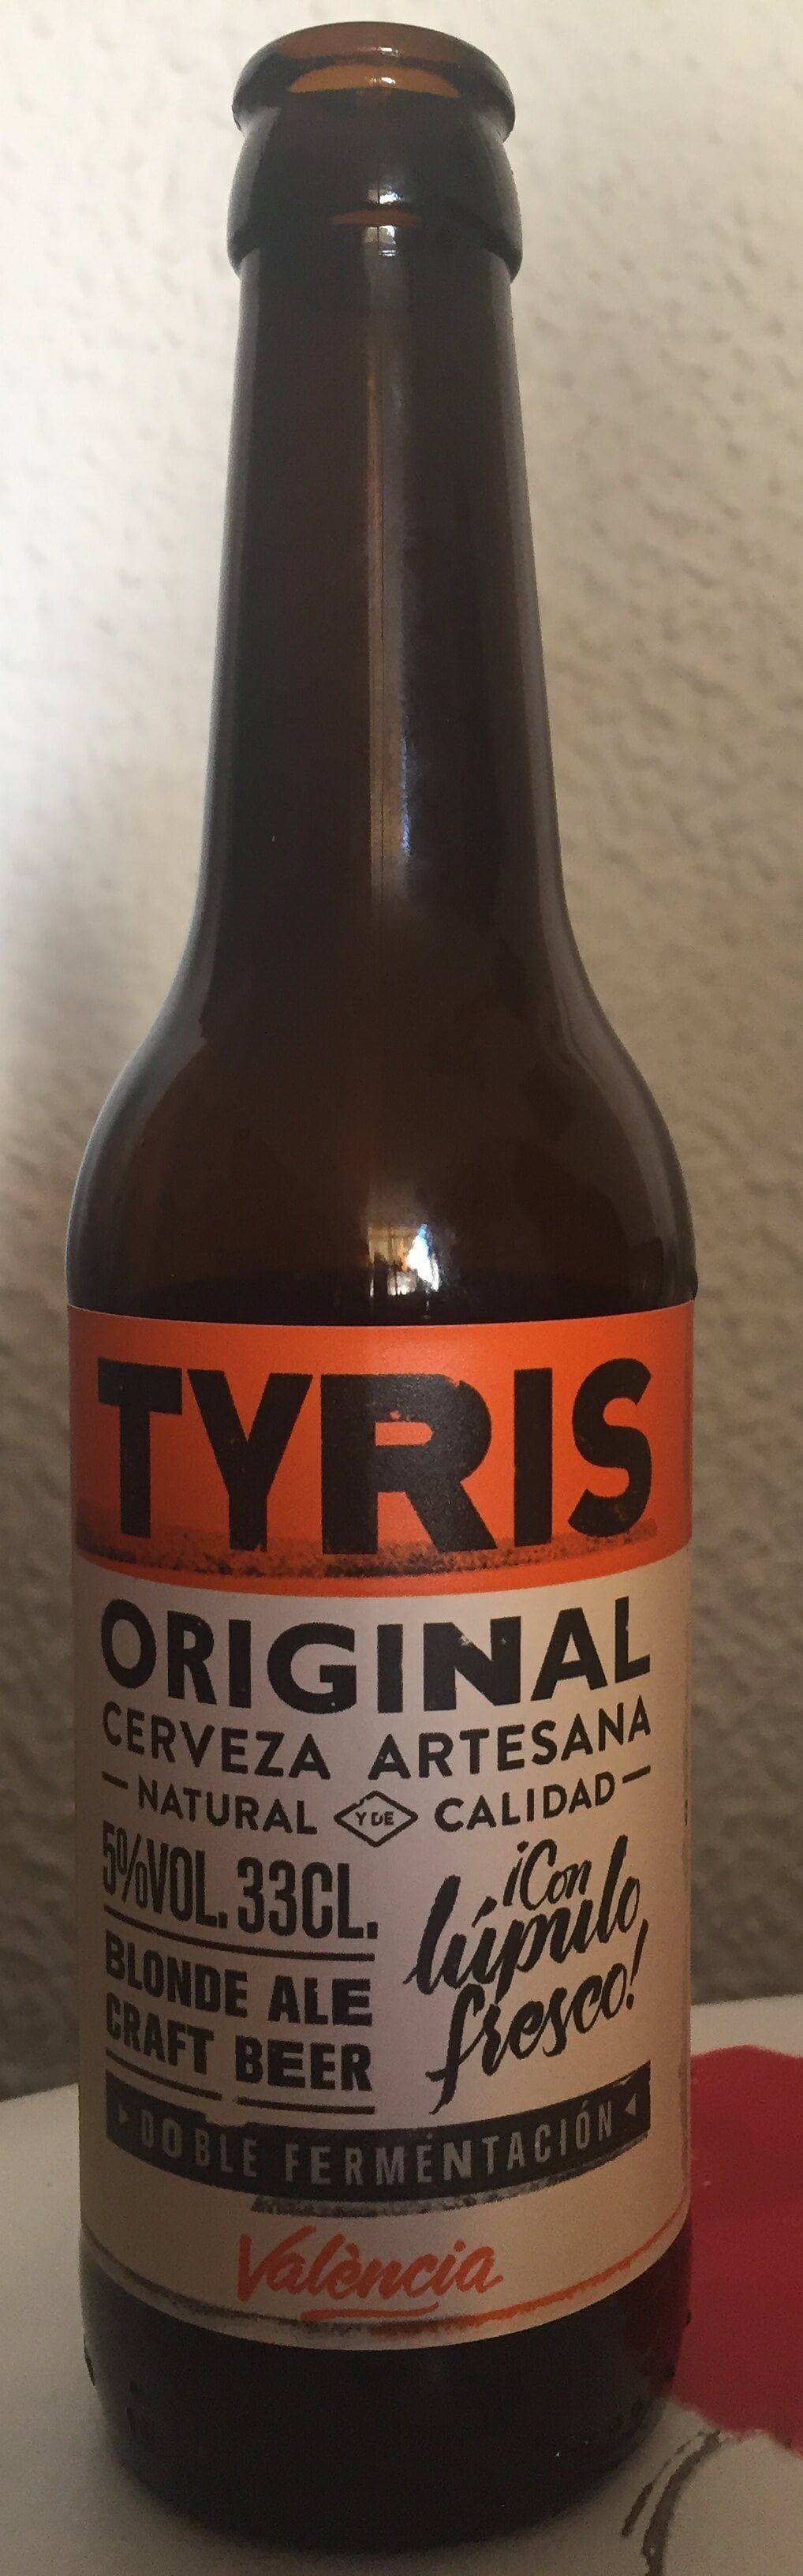 TYRIS
ORIGINAL
CERVEZA ARTESANA
NATURAL Y DE CALIDAD
5%VOL. 33CL.
BLONDE ALE
CRAFT BEER
¡Con
lúpulo
fresco!
DOBLE FERMENTACIÓN
València